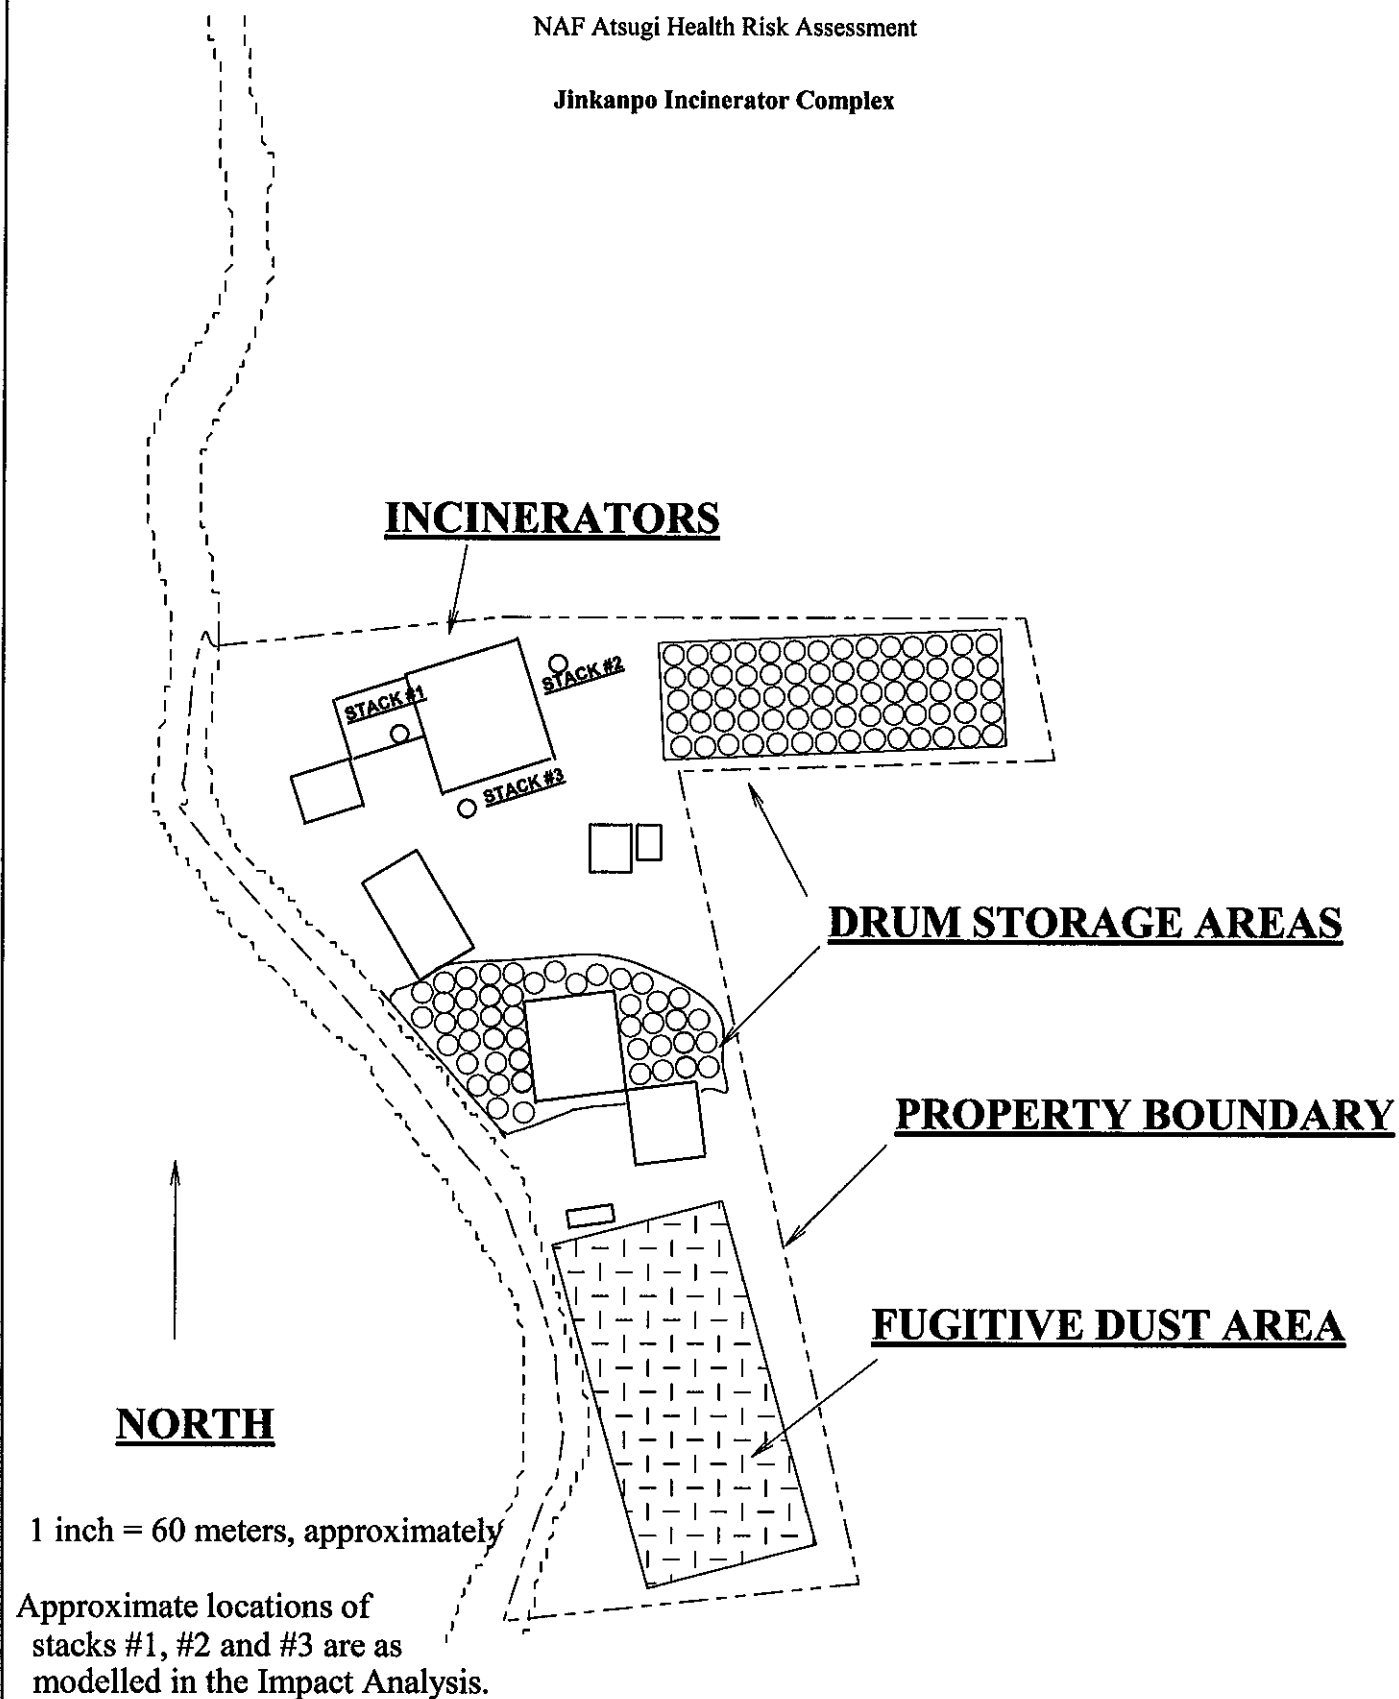 NAF Atsugi Health Risk Assessment
Jinkanpo Incinerator Complex
INCINERATORS
STACK #2
STACK #1
STACK #3
DRUM STORAGE AREAS
PROPERTY BOUNDARY
FUGITIVE DUST AREA
NORTH
1 inch = 60 meters, approximately
Approximate locations of
stacks #1, #2 and #3 are as
modelled in the Impact Analysis.